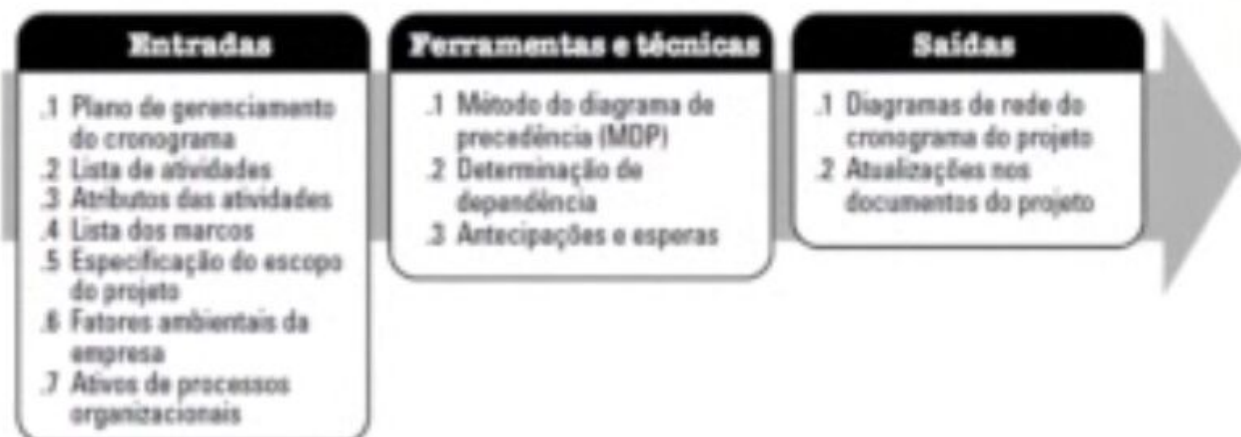 Entradas
.1 Plano de gerenciamento
do cronograma
.2 Lista de atividades
.3 Atributos das atividades
.4 Lista dos marcos
.5 Especificação do escopo
do projeto
.6 Fatores ambientais da
empresa
.7 Ativos de processos
organizacionais
Ferramentas e técnicas
.1 Método do diagrama de
precedência (MDP)
.2 Determinação de
dependência
.3 Antecipações e esperas
Saídas
.1 Diagramas de rede do
cronograma do projeto
.2 Atualizações nos
documentos do projeto